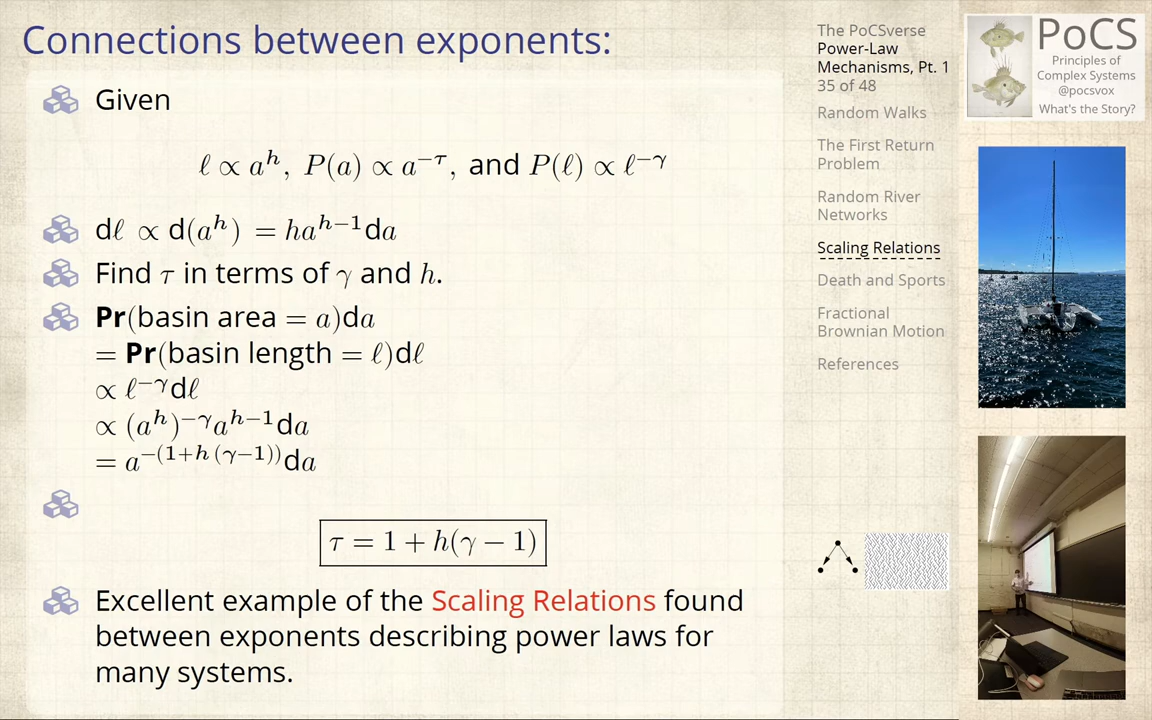 Connections between exponents:
Given
ℓ ∝ a^h, P(a) ∝ a^{−τ}, and P(ℓ) ∝ ℓ^{−γ}
dℓ ∝ d(a^h) = ha^{h−1}da
Find τ in terms of γ and h.
Pr(basin area = a)da
= Pr(basin length = ℓ)dℓ
∝ ℓ^{−γ}dℓ
∝ (a^h)^{−γ}a^{h−1}da
= a^{−(1+h(γ−1))}da
τ = 1 + h(γ − 1)
Excellent example of the Scaling Relations found
between exponents describing power laws for
many systems.
The PoCSverse
Power-Law
Mechanisms, Pt. 1
35 of 48
Random Walks
The First Return
Problem
Random River
Networks
Scaling Relations
Death and Sports
Fractional
Brownian Motion
References
PoCS
Principles of
Complex Systems
@pocsvox
What's the Story?